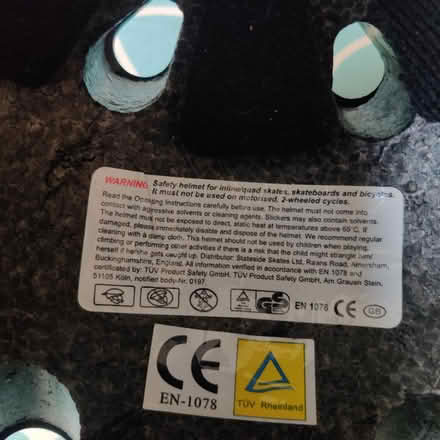 WARNING Safety helmet for inline/quad skates, skateboards and bicycles.
It must not be used on motorised, 2-wheeled cycles.
Read the Operating Instructions carefully before use. The helmet must not come into
contact with aggressive solvents or cleaning agents. Stickers may also contain solvents.
The helmet must not be exposed to direct, static heat at temperatures above 65°C. If
damaged, please immediately disable and dispose of the helmet. We recommend regular
cleaning with a damp cloth. This helmet should not be used by children when playing,
climbing or performing other activities if there is a risk that the child might strangle him/
herself if he/she gets caught up. Distributor: Stateside Skates Ltd, Raans Road, Amersham,
Buckinghamshire, England. All information verified in accordance with EN 1078 and
certificated by: TÜV Product Safety GmbH. TÜV Product Safety GmbH, Am Grauen Stein,
51105 Köln, notified body-Nr. 0197
GS EN 1078 CE GB
CE
EN-1078
TÜV Rheinland